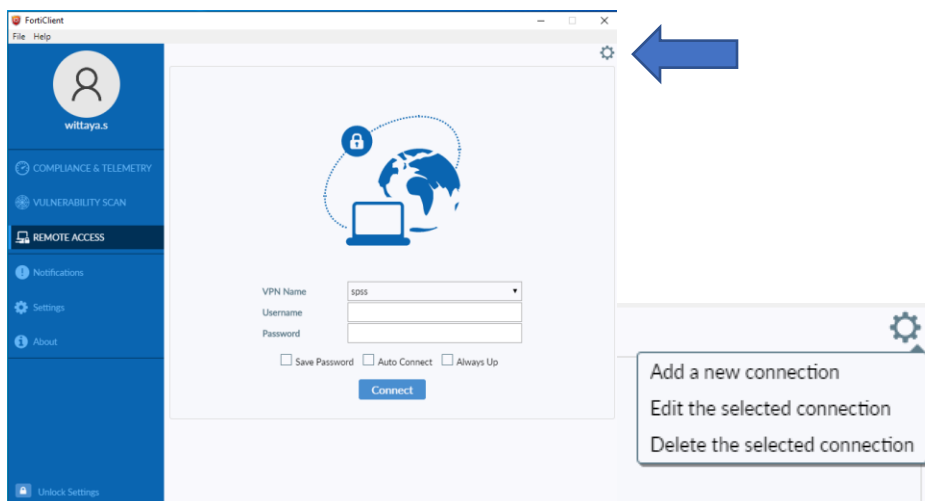 FortiClient
File Help
wittaya.s
COMPLIANCE & TELEMETRY
VULNERABILITY SCAN
REMOTE ACCESS
Notifications
Settings
About
Unlock Settings
VPN Name spss
Username
Password
Save Password Auto Connect Always Up
Connect
Add a new connection
Edit the selected connection
Delete the selected connection